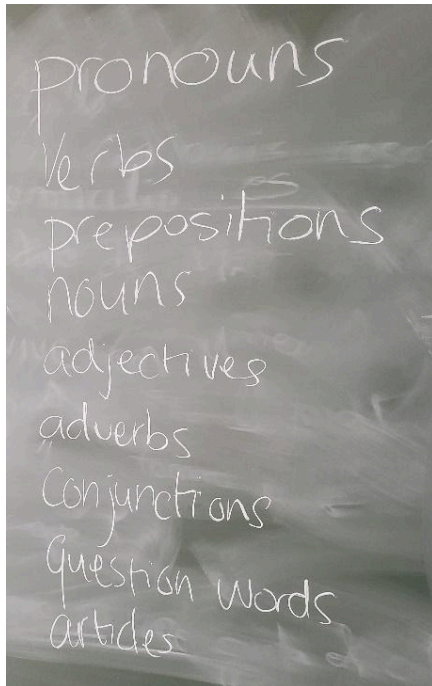 pronouns
Verbs
prepositions
nouns
adjectives
adverbs
Conjunctions
Question Words
articles